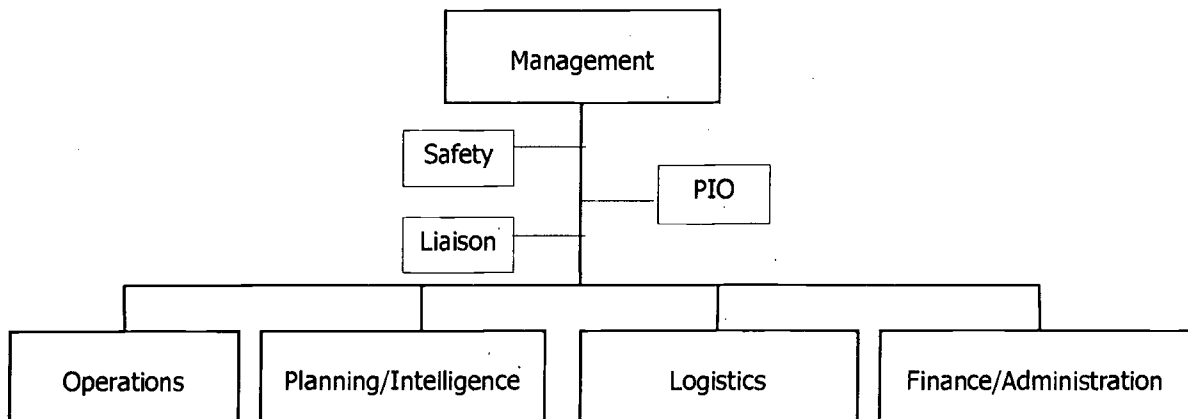 Management
Safety
PIO
Liaison
Operations
Planning/Intelligence
Logistics
Finance/Administration